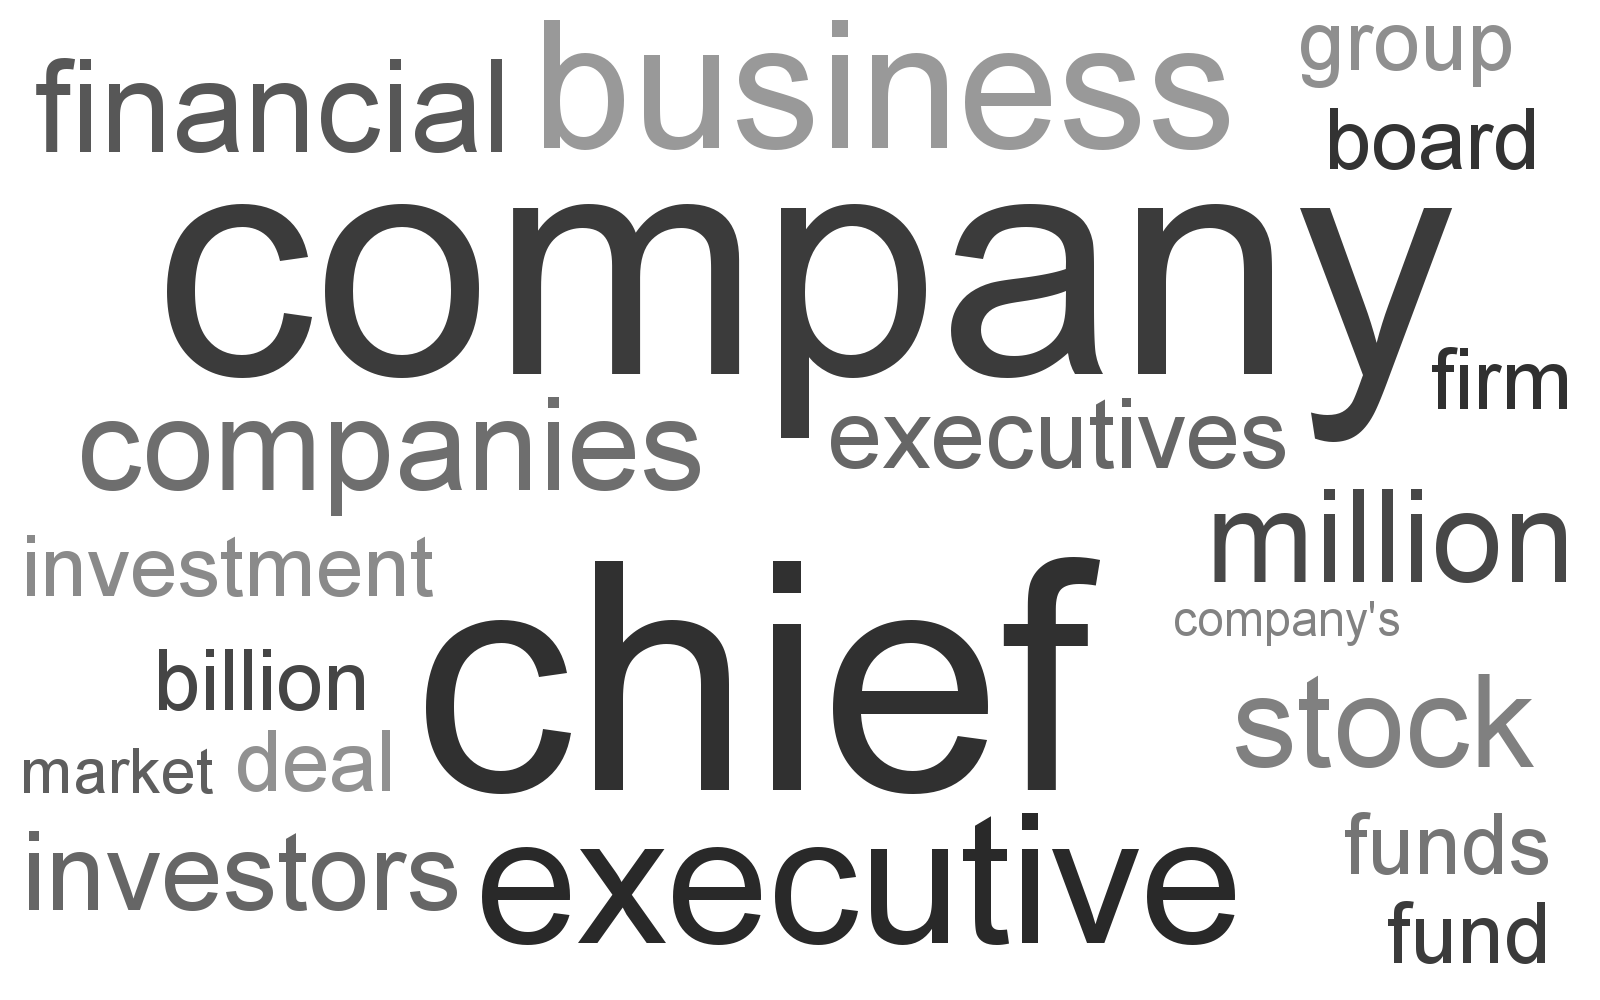 financial business group
board
company
firm
companies executives
million
investment
chief
company's
billion
stock
market deal
investors executive
funds
fund